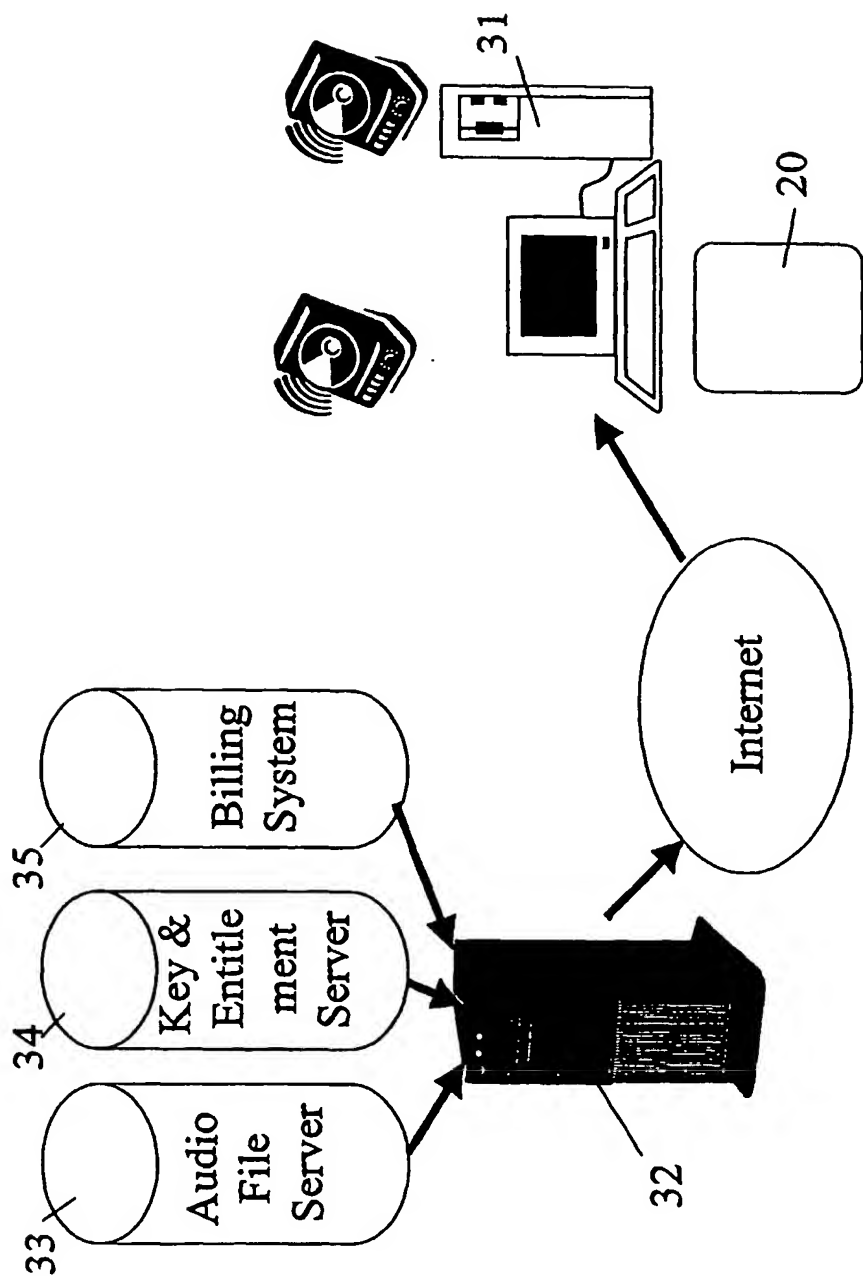 33
Audio
File
Server
34
Key &
Entitle
ment
Server
35
Billing
System
32
Internet
31
20